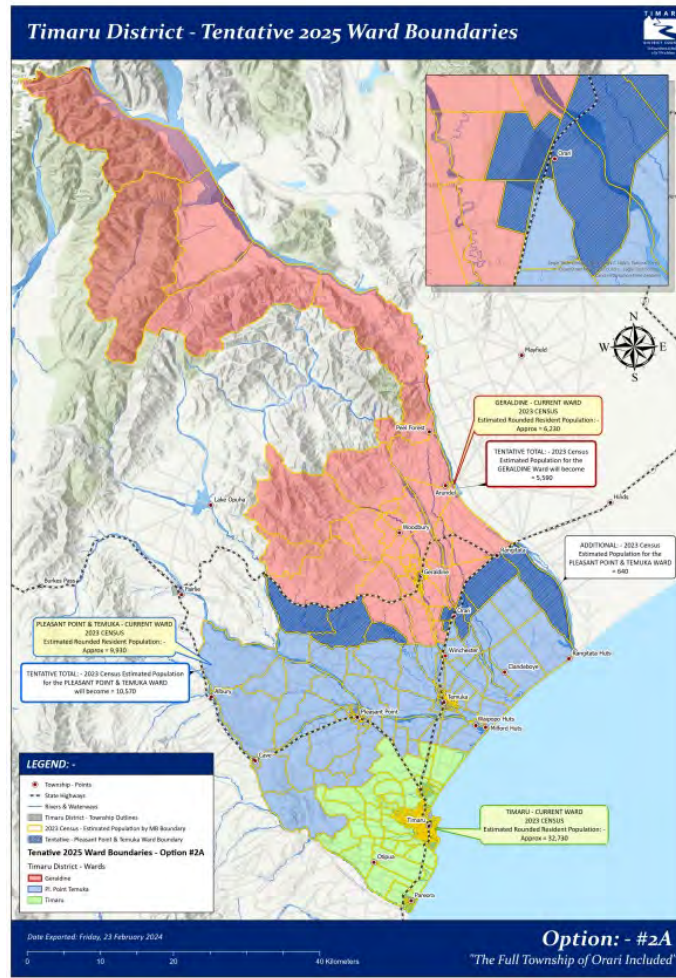 Timaru District - Tentative 2025 Ward Boundaries
TIMARU
DISTRICT COUNCIL
Orari
N
W E
S
Mayfield
GERALDINE - CURRENT WARD
2023 CENSUS
Estimated Rounded Resident Population: -
Approx = 6,230
Peel Forest
TENTATIVE TOTAL: - 2023 Census
Estimated Population for the
GERALDINE Ward will become
= 5,590
Arundel
Hinds
Lake Opuha
Woodbury
Rangitata
ADDITIONAL: - 2023 Census
Estimated Population for the
PLEASANT POINT & TEMUKA WARD
= 640
Geraldine
Burkes Pass
Fairlie
Orari
PLEASANT POINT & TEMUKA - CURRENT WARD
2023 CENSUS
Estimated Rounded Resident Population: -
Approx = 9,930
Winchester
Rangitata Huts
Clandeboye
TENTATIVE TOTAL: - 2023 Census Estimated Population
for the PLEASANT POINT & TEMUKA WARD
will become = 10,570
Albury
Temuka
Pleasant Point
Waipopo Huts
Milford Huts
Cave
LEGEND: -
Township - Points
State Highways
Rivers & Waterways
Timaru District - Township Outlines
2023 Census - Estimated Population by MB Boundary
Tentative - Pleasant Point & Temuka Ward Boundary
Tenative 2025 Ward Boundaries - Option #2A
Timaru District - Wards
Geraldine
Pl. Point Temuka
Timaru
Timaru
TIMARU - CURRENT WARD
2023 CENSUS
Estimated Rounded Resident Population: -
Approx = 32,730
Otipua
Pareora
Date Exported: Friday, 23 February 2024
0 10 20 40 Kilometers
Option: - #2A
"The Full Township of Orari Included"